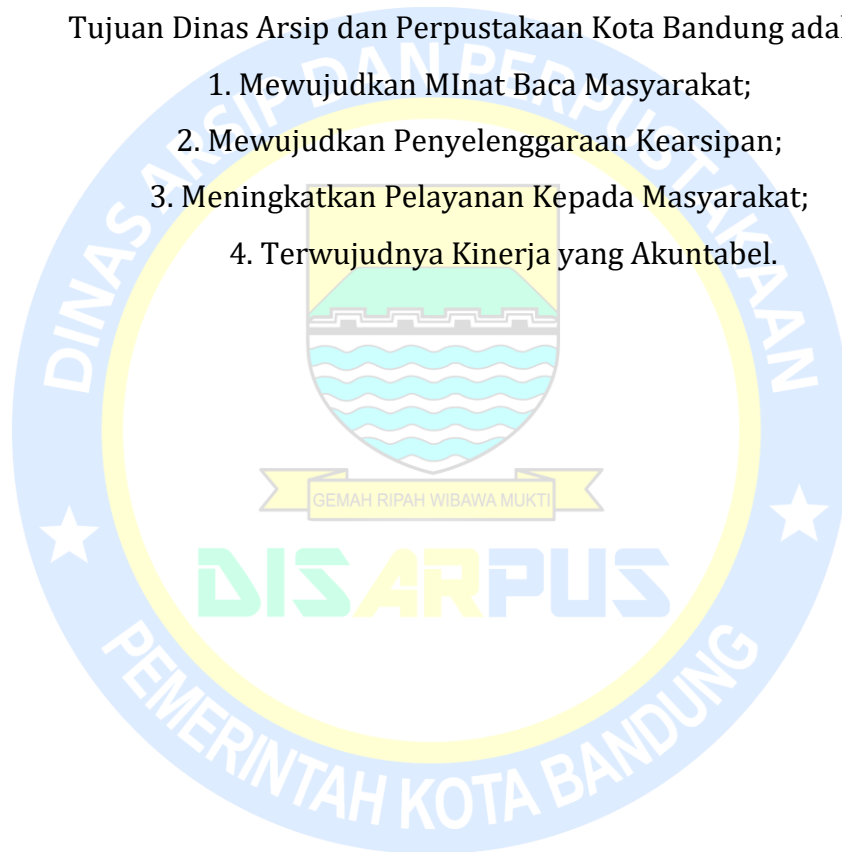 Tujuan Dinas Arsip dan Perpustakaan Kota Bandung
1. Mewujudkan MInat Baca Masyarakat;
2. Mewujudkan Penyelenggaraan Kearsipan;
3. Meningkatkan Pelayanan Kepada Masyarakat;
4. Terwujudnya Kinerja yang Akuntabel.
DINAS ARSIP DAN PERPUSTAKAAN
GEMAH RIPAH WIBAWA MUKTI
DISARPUS
PEMERINTAH KOTA BANDUNG